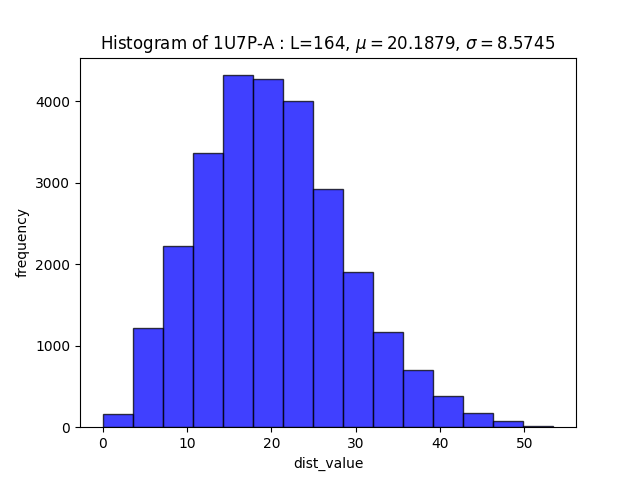 Histogram of 1U7P-A : L=164, μ = 20.1879, σ = 8.5745
4000
3000
2000
1000
0
frequency
0 10 20 30 40 50
dist_value